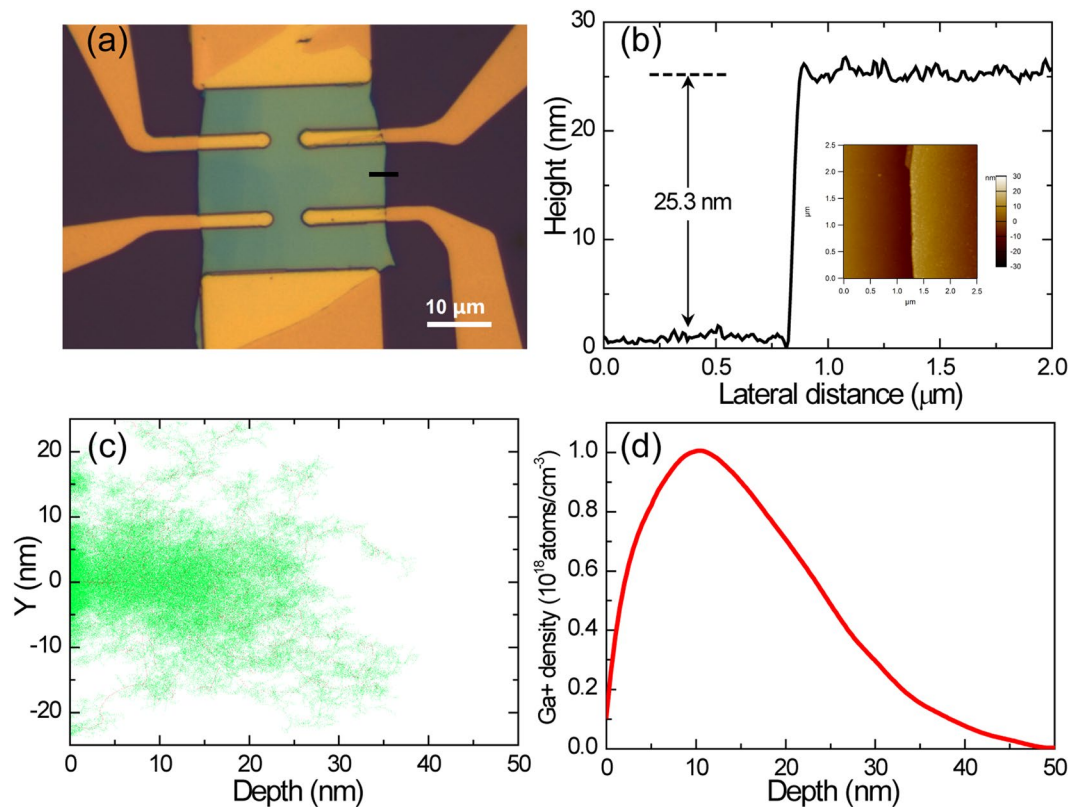 (a)
10 µm
(b)
30
20
10
0
Height (nm)
25.3 nm
2.5
2.0
1.5
1.0
0.5
0.0
µm
0.0 0.5 1.0 1.5 2.0 2.5
µm
nm
30
20
10
0
-10
-20
-30
0.0 0.5 1.0 1.5 2.0
Lateral distance (µm)
(c)
20
10
0
-10
-20
Y (nm)
0 10 20 30 40 50
Depth (nm)
(d)
1.0
0.8
0.6
0.4
0.2
0.0
Ga+ density (10¹⁸atoms/cm⁻³)
0 10 20 30 40 50
Depth (nm)